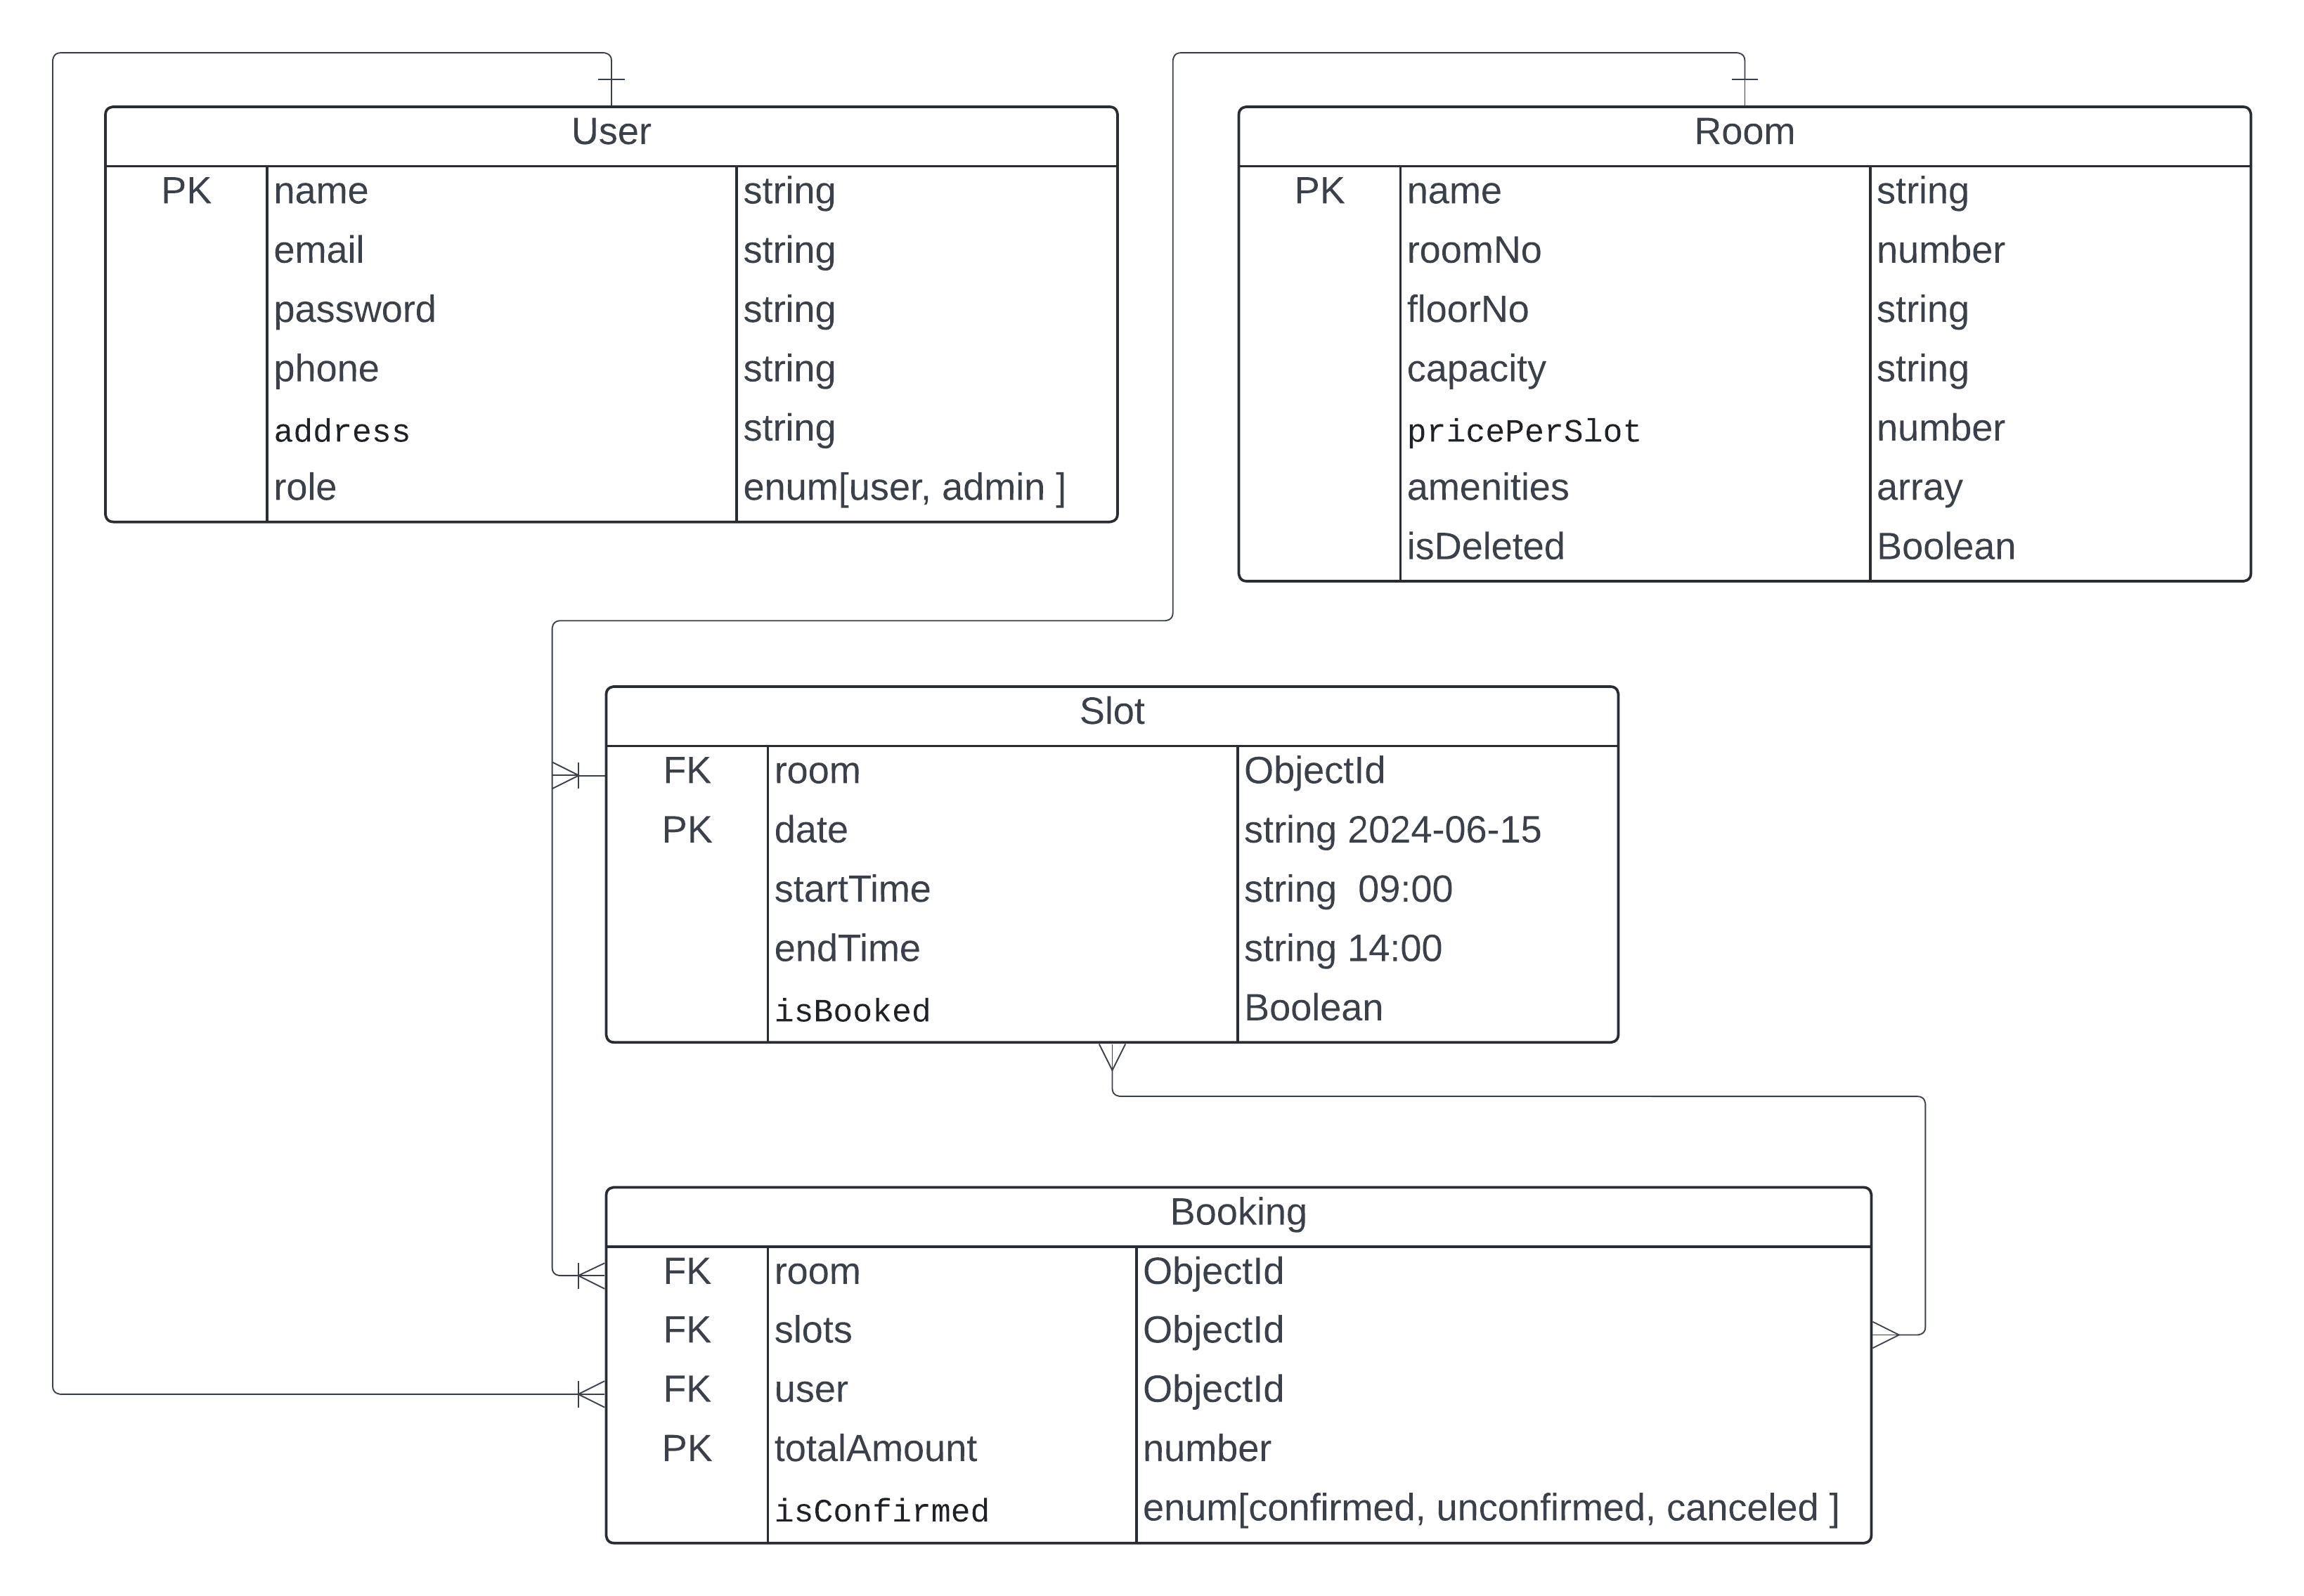 User
PK name string
email string
password string
phone string
address string
role enum[user, admin ]
Room
PK name string
roomNo number
floorNo string
capacity string
pricePerSlot number
amenities array
isDeleted Boolean
Slot
FK room ObjectId
PK date string 2024-06-15
startTime string  09:00
endTime string 14:00
isBooked Boolean
Booking
FK room ObjectId
FK slots ObjectId
FK user ObjectId
PK totalAmount number
isConfirmed enum[confirmed, unconfirmed, canceled ]